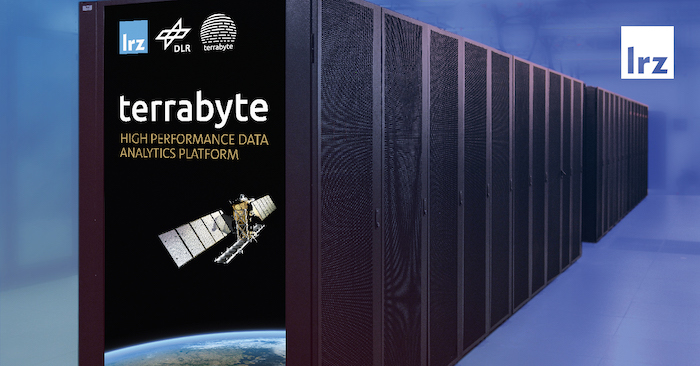 lrz
DLR
terrabyte
terrabyte
HIGH PERFORMANCE DATA
ANALYTICS PLATFORM
lrz